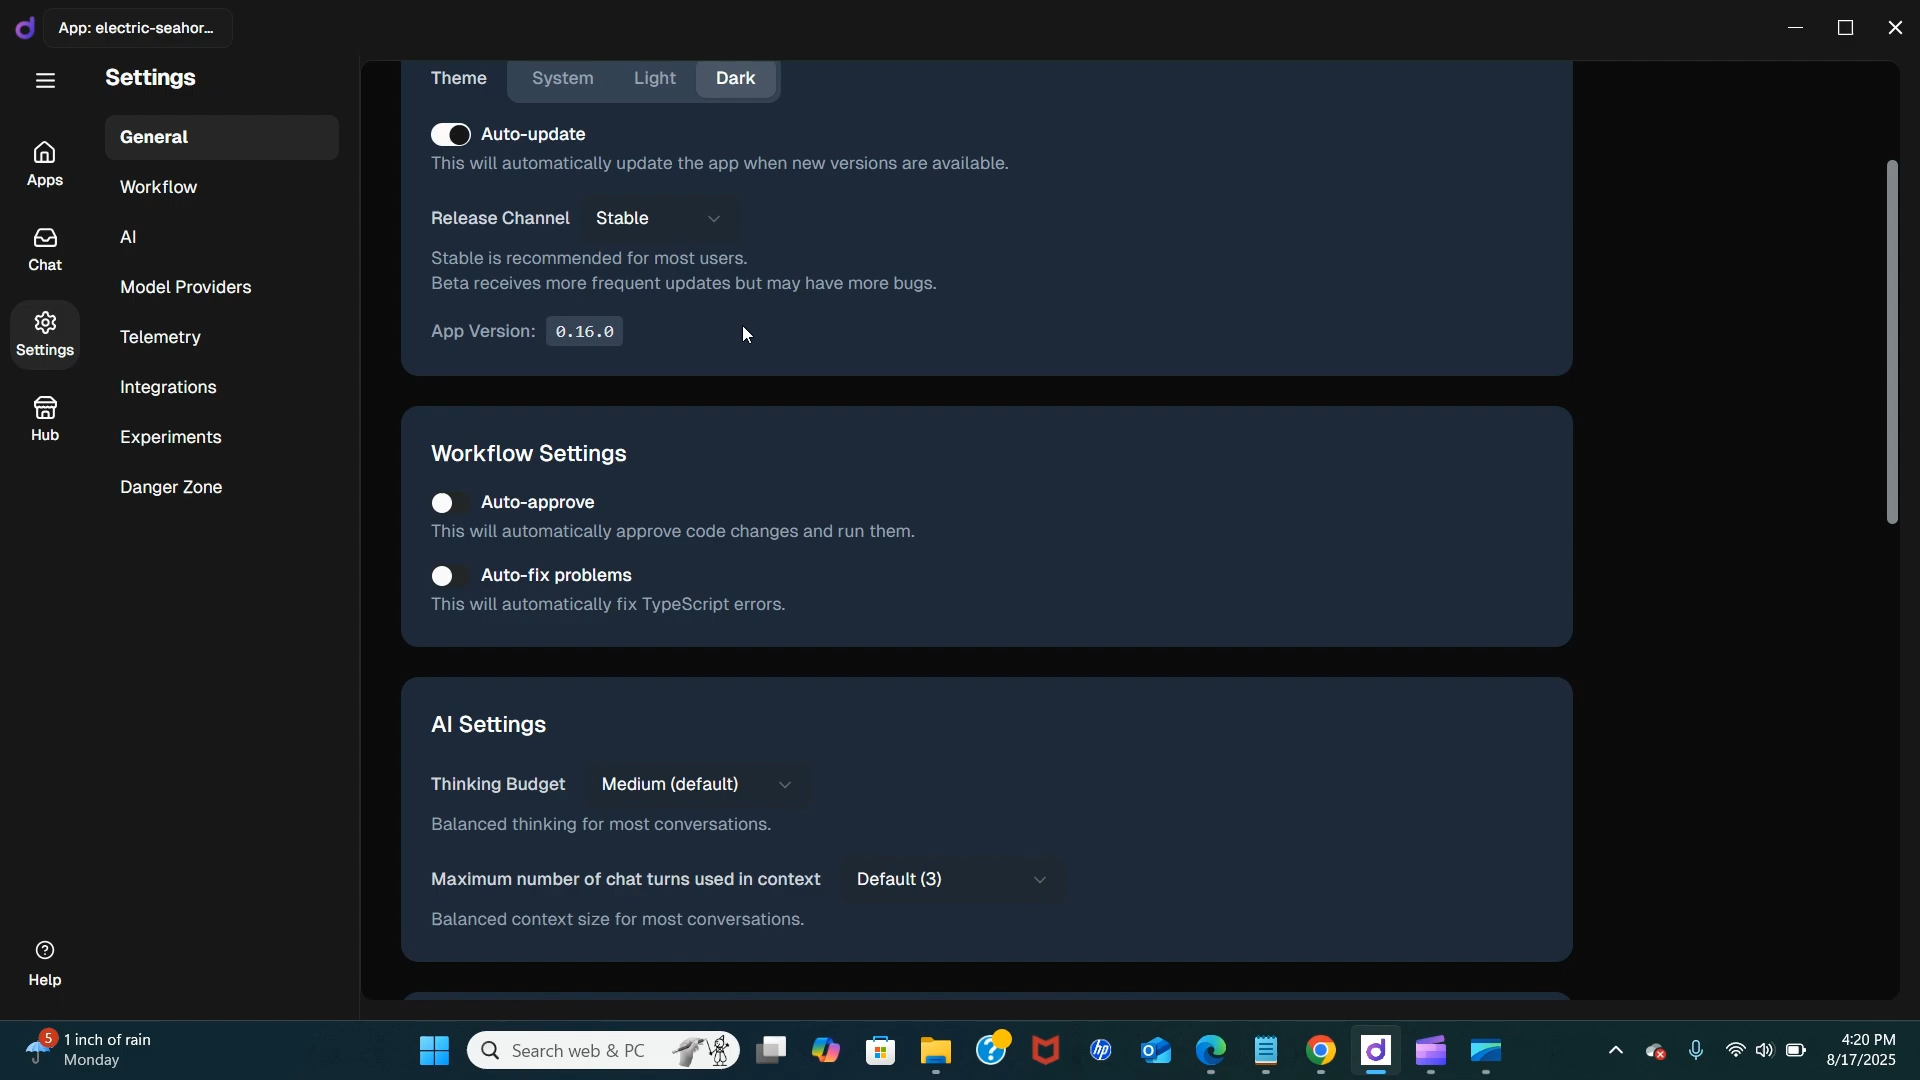 App: electric-seahor...
Settings
Apps
Chat
Settings
Hub
Help
General
Workflow
AI
Model Providers
Telemetry
Integrations
Experiments
Danger Zone
Theme System Light Dark
Auto-update
This will automatically update the app when new versions are available.
Release Channel Stable
Stable is recommended for most users.
Beta receives more frequent updates but may have more bugs.
App Version: 0.16.0
Workflow Settings
Auto-approve
This will automatically approve code changes and run them.
Auto-fix problems
This will automatically fix TypeScript errors.
AI Settings
Thinking Budget Medium (default)
Balanced thinking for most conversations.
Maximum number of chat turns used in context Default (3)
Balanced context size for most conversations.
5
1 inch of rain
Monday
Search web & PC
4:20 PM
8/17/2025